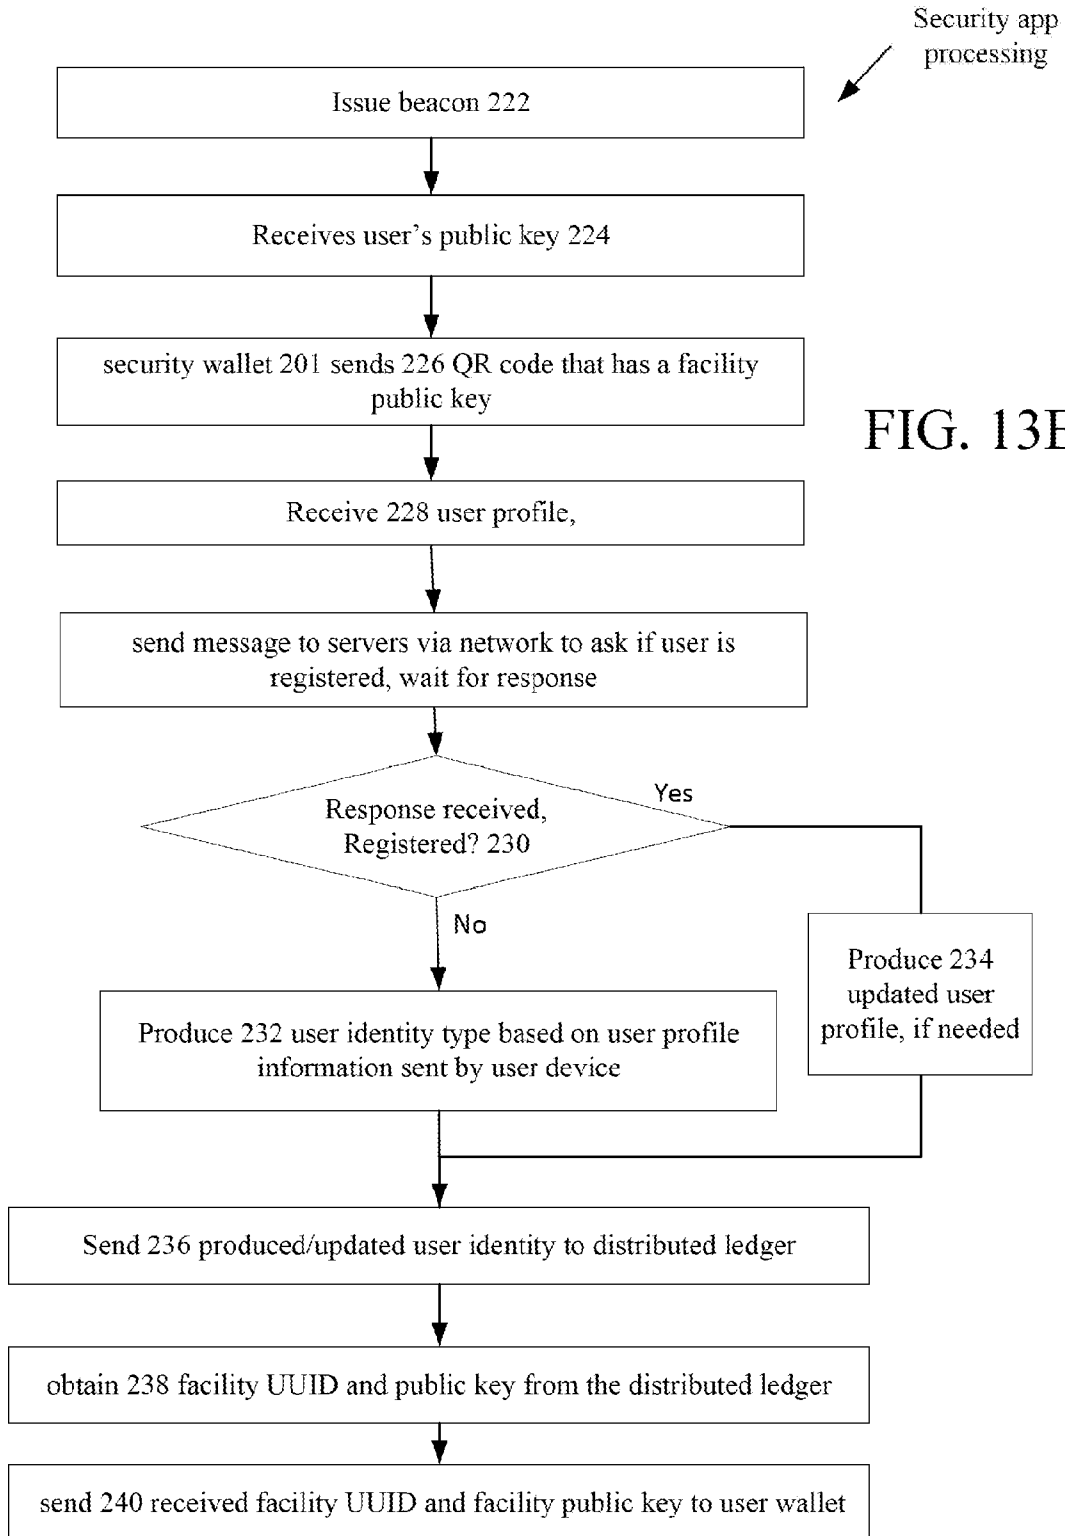 Security app
processing
Issue beacon 222
Receives user's public key 224
security wallet 201 sends 226 QR code that has a facility
public key
FIG. 13B
Receive 228 user profile,
send message to servers via network to ask if user is
registered, wait for response
Response received,
Registered? 230
Yes
No
Produce 234
updated user
profile, if needed
Produce 232 user identity type based on user profile
information sent by user device
Send 236 produced/updated user identity to distributed ledger
obtain 238 facility UUID and public key from the distributed ledger
send 240 received facility UUID and facility public key to user wallet